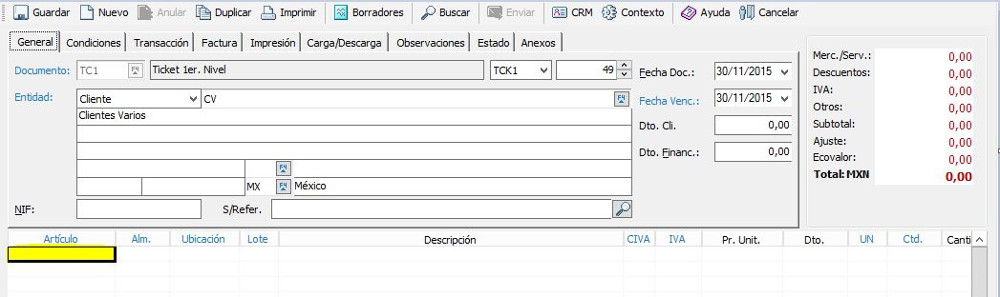 Guardar Nuevo Anular Duplicar Imprimir Borradores Buscar Enviar CRM Contexto Ayuda Cancelar
General Condiciones Transacción Factura Impresión Carga/Descarga Observaciones Estado Anexos
Documento: TC1 F4 Ticket 1er. Nivel TCK1 49 Fecha Doc.: 30/11/2015
Entidad: Cliente CV F4 Fecha Venc.: 30/11/2015
Clientes Varios Dto. Cli. 0,00
Dto. Financ.: 0,00
F4
MX F4 México
NIF: S/Refer.
Merc./Serv.: 0,00
Descuentos: 0,00
IVA: 0,00
Otros: 0,00
Subtotal: 0,00
Ajuste: 0,00
Ecovalor: 0,00
Total: MXN 0,00
Artículo Alm. Ubicación Lote Descripción CIVA IVA Pr. Unit. Dto. UN Ctd. Canti